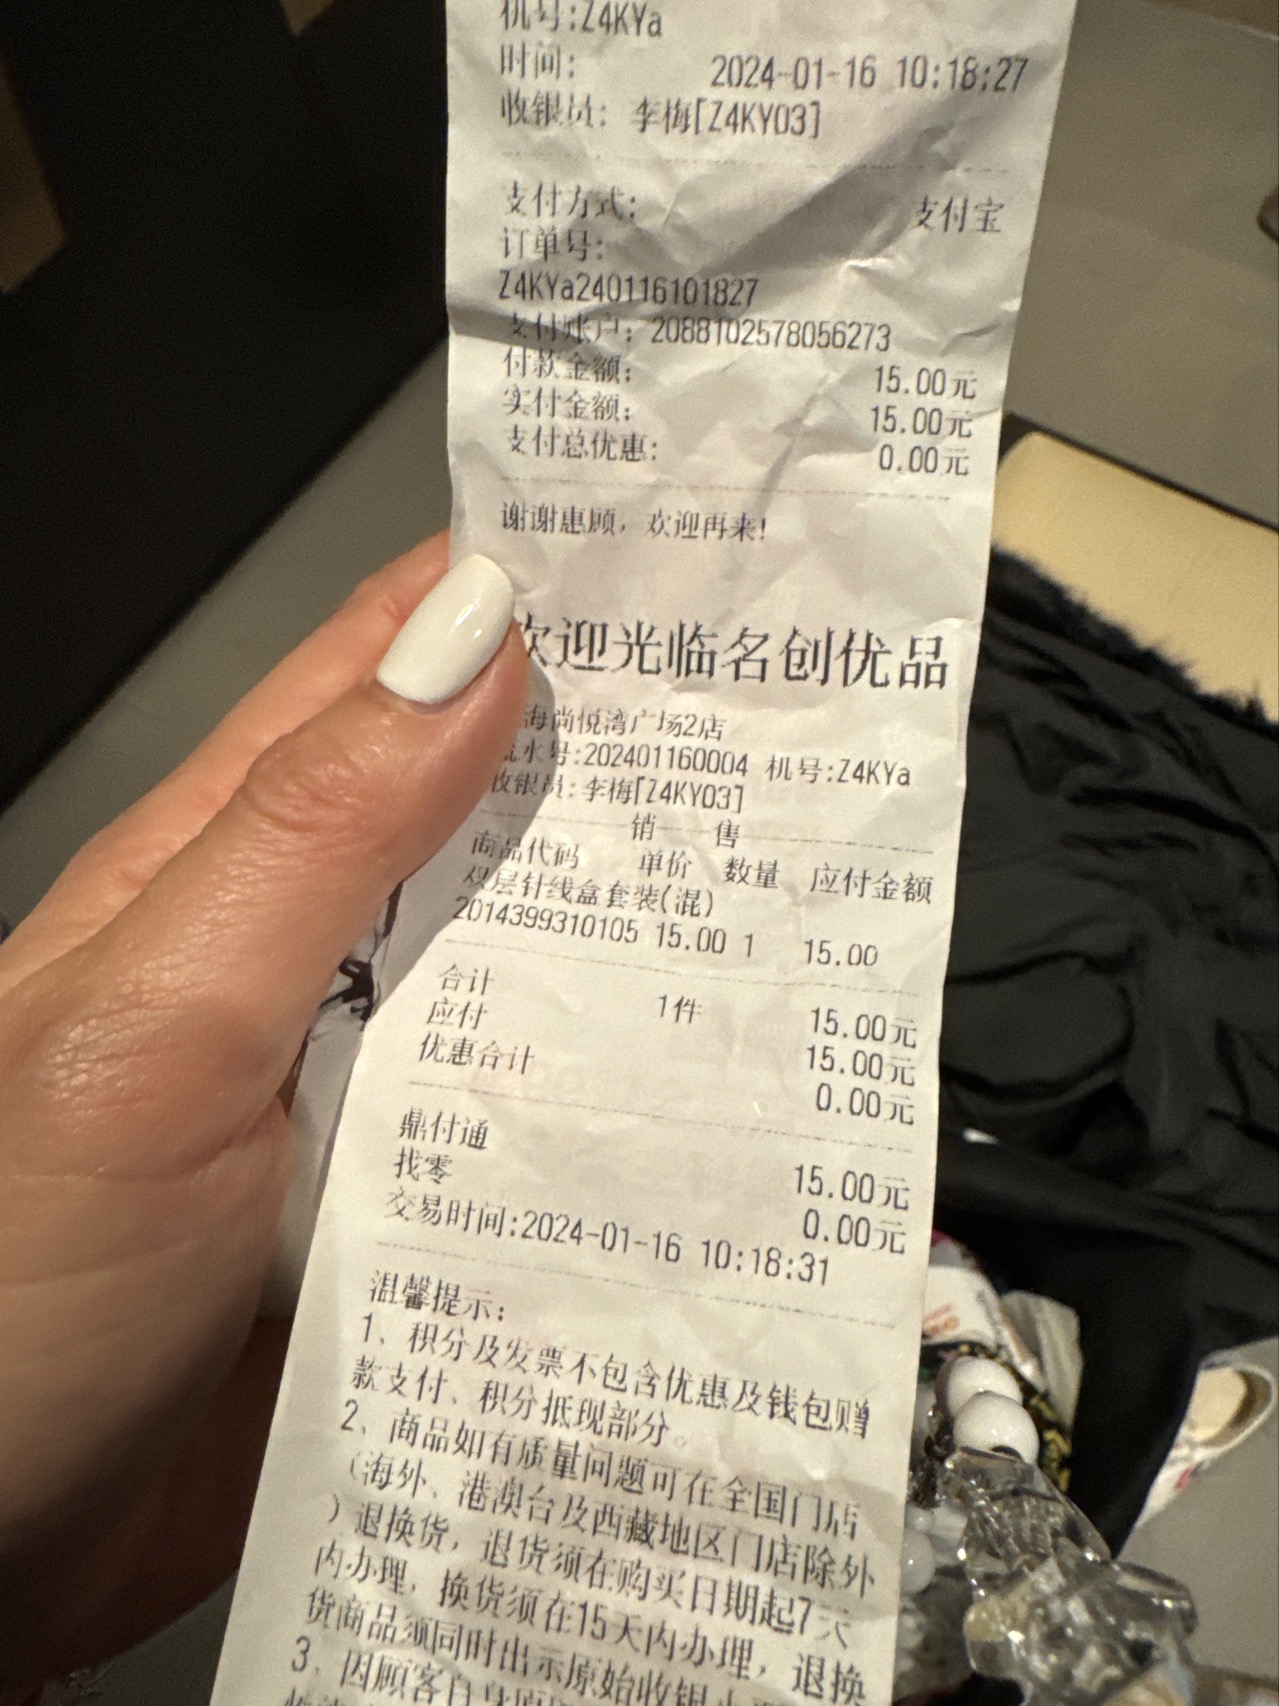 机号:Z4KYa
时间: 2024-01-16 10:18:27
收银员: 李梅[Z4KY03]
支付方式: 支付宝
订单号:
Z4KYa240116101827
支付账户: 2088102578056273
付款金额: 15.00元
实付金额: 15.00元
支付总优惠: 0.00元
谢谢惠顾, 欢迎再来!
欢迎光临名创优品
海尚悦湾广场2店
流水号:202401160004 机号:Z4KYa
收银员:李梅[Z4KY03]
销 售
商品代码 单价 数量 应付金额
双层针线盒套装(混)
2014399310105 15.00 1 15.00
合计 1件 15.00元
应付 15.00元
优惠合计 0.00元
鼎付通 15.00元
找零 0.00元
交易时间:2024-01-16 10:18:31
温馨提示:
1、积分及发票不包含优惠及钱包赠
款支付、积分抵现部分。
2、商品如有质量问题可在全国门店
(海外、港澳台及西藏地区门店除外
)退换货, 退货须在购买日期起7天
内办理, 换货须在15天内办理, 退换
货商品须同时出示原始收银小
3、因顾客自身原